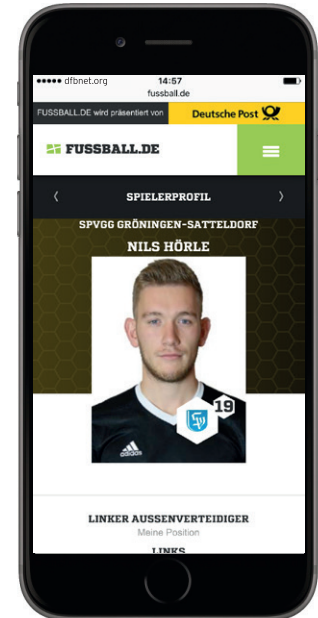 dfbnet.org 14:57
fussball.de
FUSSBALL.DE wird präsentiert von Deutsche Post
FUSSBALL.DE
SPIELERPROFIL
SPVGG GRÖNINGEN-SATTELDORF
NILS HÖRLE
19
adidas
LINKER AUSSENVERTEIDIGER
Meine Position
LINKS